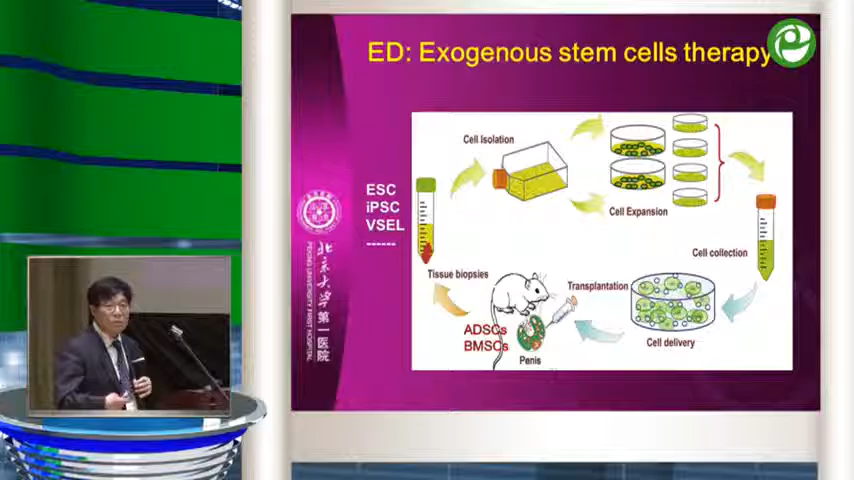 ED: Exogenous stem cells therapy
Cell Isolation
Cell Expansion
ESC
iPSC
VSEL
------
Tissue biopsies
Cell collection
Transplantation
ADSCs
BMSCs
Penis
Cell delivery
北京大学第一医院
PEKING UNIVERSITY FIRST HOSPITAL